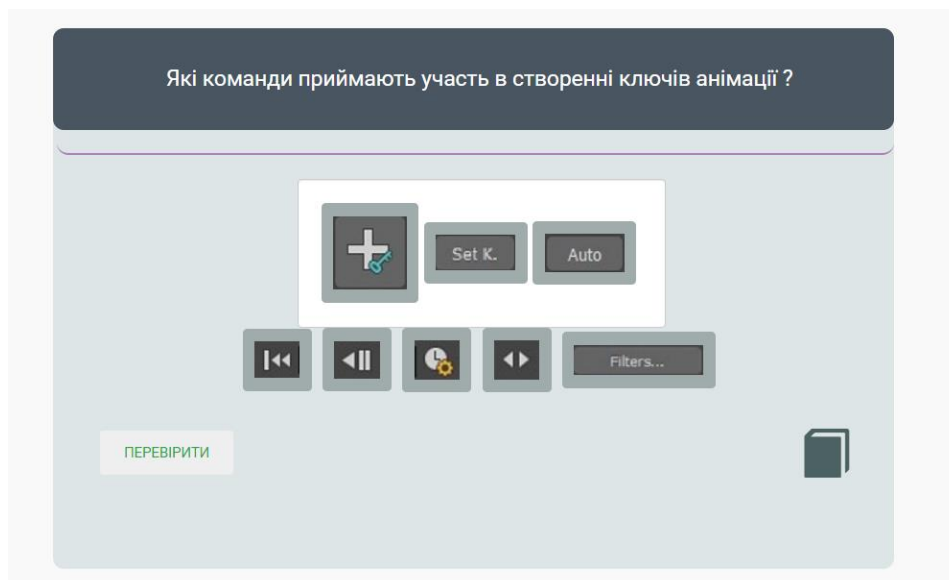 Які команди приймають участь в створенні ключів анімації ?
Set K.
Auto
Filters...
ПЕРЕВІРИТИ